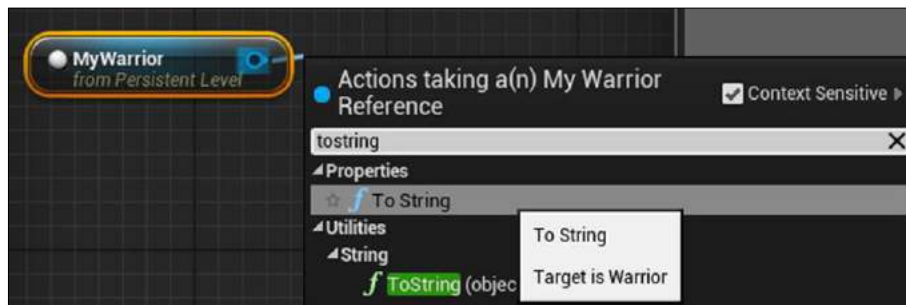 MyWarrior
from Persistent Level
Actions taking a(n) My Warrior
Reference
Context Sensitive
tostring
Properties
f To String
Utilities
String
f ToString (objec
To String
Target is Warrior